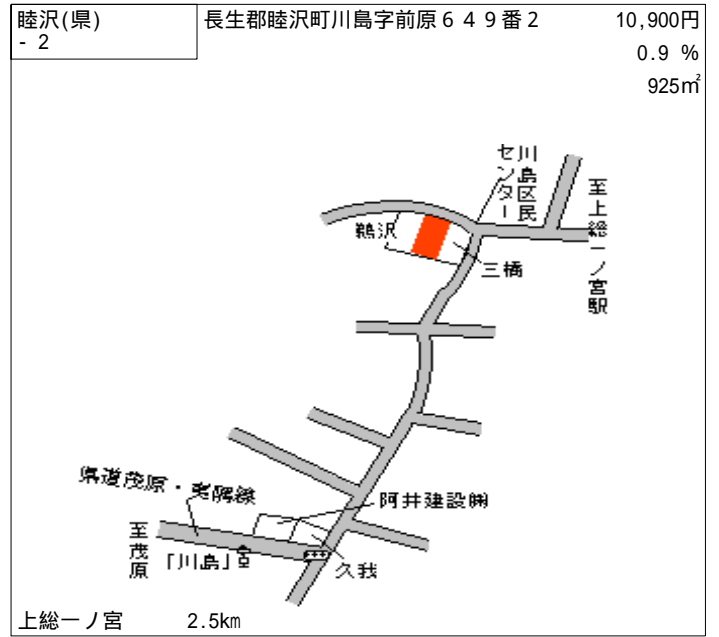 睦沢(県)
- 2
長生郡睦沢町川島字前原６４９番２
10,900円
0.9 %
925㎡
川島区民
センター
至上総一ノ宮駅
鵜沢
三橋
県道茂原・夷隅線
阿井建設㈱
至茂原
「川島」
久我
上総一ノ宮 2.5km